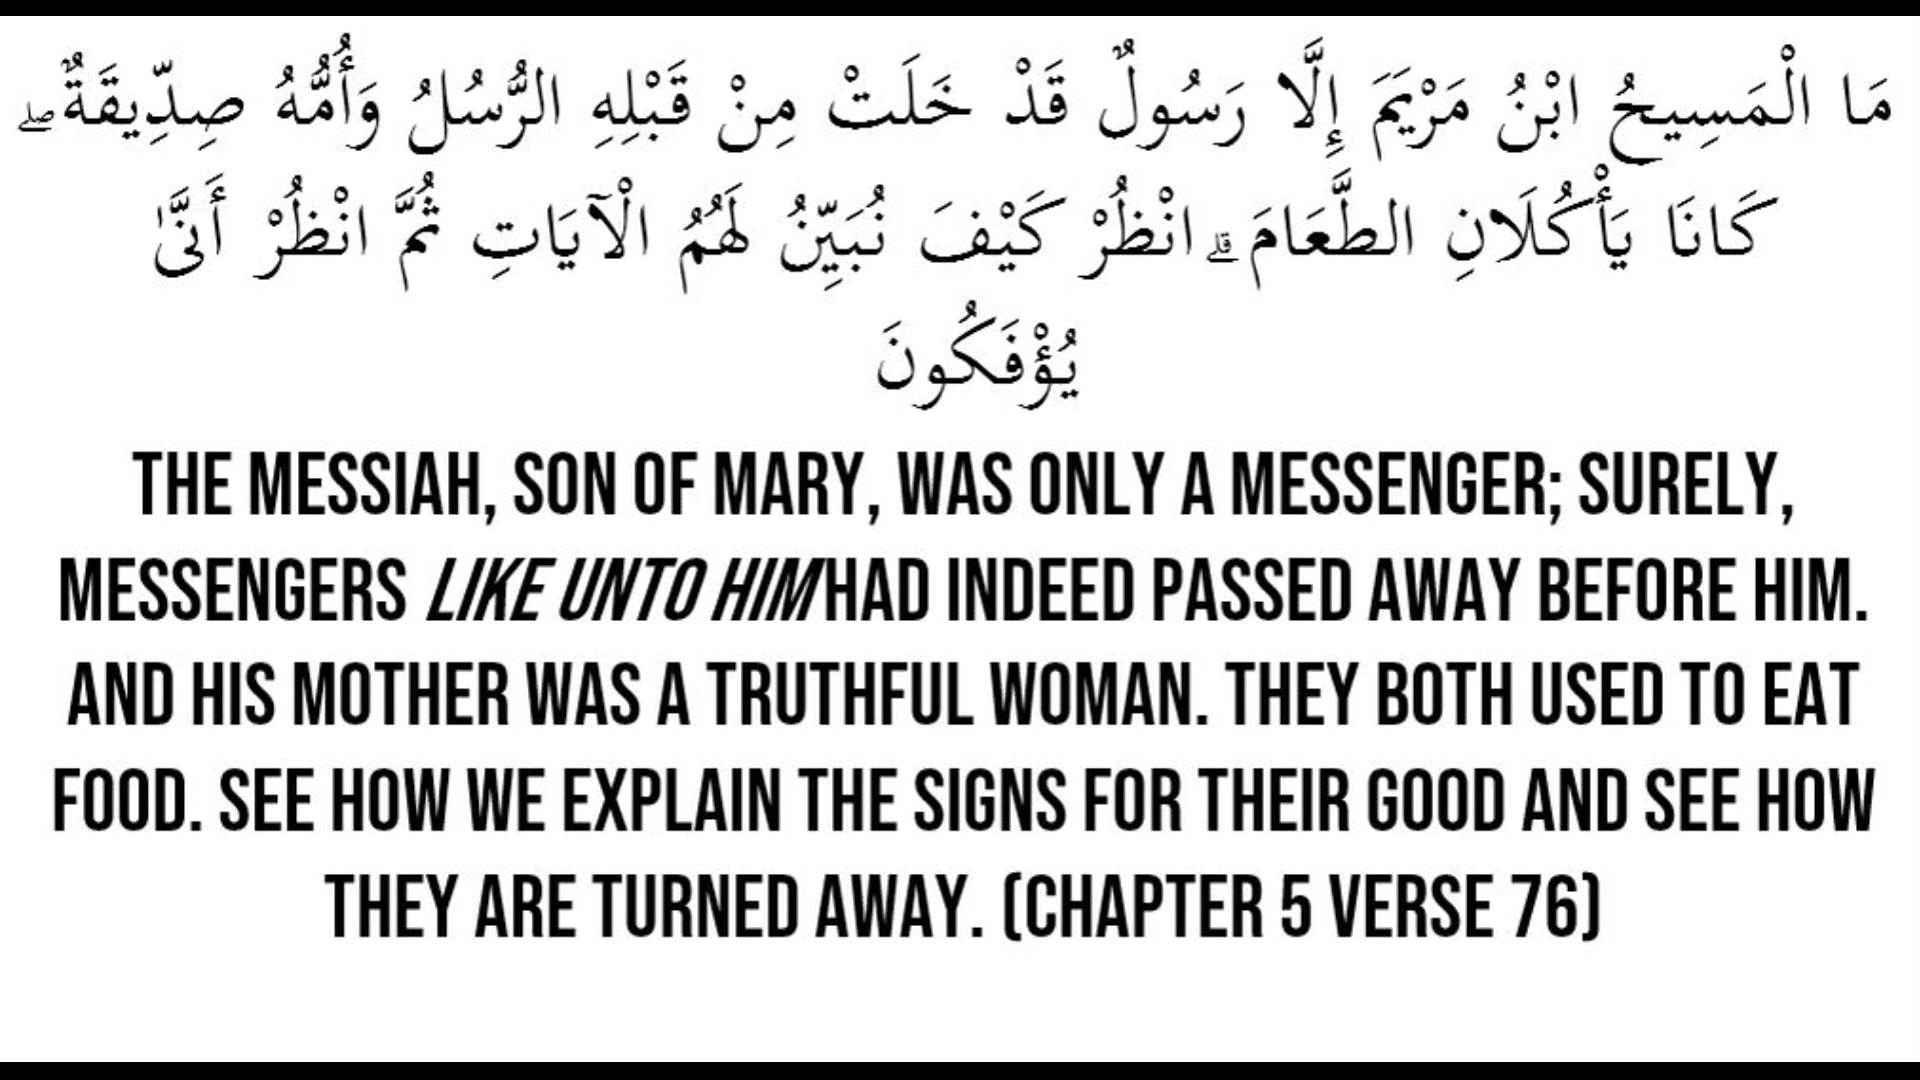 مَا الْمَسِيحُ ابْنُ مَرْيَمَ إِلَّا رَسُولٌ قَدْ خَلَتْ مِنْ قَبْلِهِ الرُّسُلُ وَأُمُّهُ صِدِّيقَةٌ ۖ
كَانَا يَأْكُلَانِ الطَّعَامَ ۗ انْظُرْ كَيْفَ نُبَيِّنُ لَهُمُ الْآيَاتِ ثُمَّ انْظُرْ أَنَّىٰ
يُؤْفَكُونَ
THE MESSIAH, SON OF MARY, WAS ONLY A MESSENGER; SURELY,
MESSENGERS LIKE UNTO HIM HAD INDEED PASSED AWAY BEFORE HIM.
AND HIS MOTHER WAS A TRUTHFUL WOMAN. THEY BOTH USED TO EAT
FOOD. SEE HOW WE EXPLAIN THE SIGNS FOR THEIR GOOD AND SEE HOW
THEY ARE TURNED AWAY. (CHAPTER 5 VERSE 76)